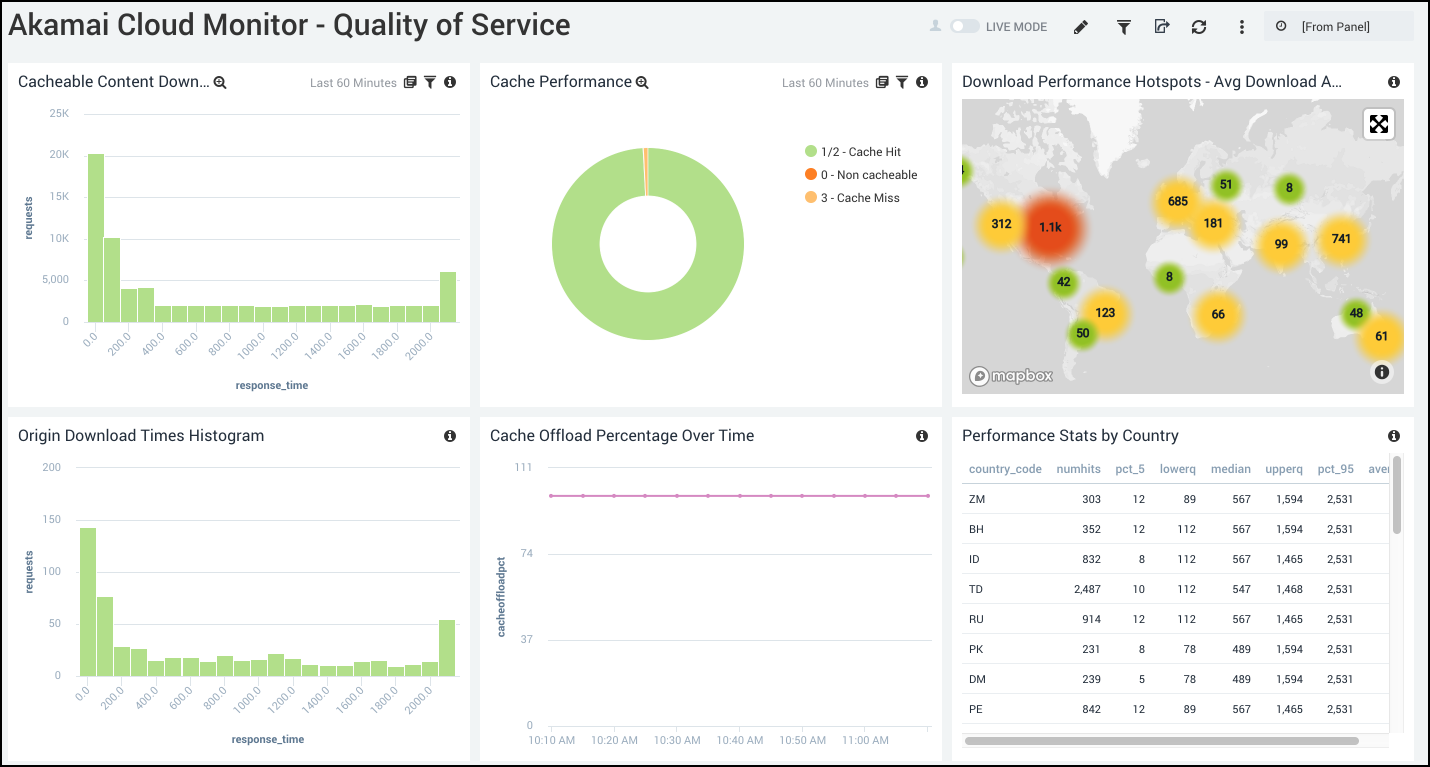 Akamai Cloud Monitor - Quality of Service
LIVE MODE
[From Panel]
Cacheable Content Down...
Last 60 Minutes
25K
20K
15K
10K
5,000
0
requests
0.0
200.0
400.0
600.0
800.0
1000.0
1200.0
1400.0
1600.0
1800.0
2000.0
response_time
Cache Performance
Last 60 Minutes
1/2 - Cache Hit
0 - Non cacheable
3 - Cache Miss
Download Performance Hotspots - Avg Download A...
51
8
685
312
1.1k
181
741
99
8
42
123
66
48
50
61
mapbox
Origin Download Times Histogram
200
150
100
50
0
requests
0.0
200.0
400.0
600.0
800.0
1000.0
1200.0
1400.0
1600.0
1800.0
2000.0
response_time
Cache Offload Percentage Over Time
111
74
37
0
cacheoffloadpct
10:10 AM 10:20 AM 10:30 AM 10:40 AM 10:50 AM 11:00 AM
Performance Stats by Country
country_code numhits pct_5 lowerq median upperq pct_95
ZM 303 12 89 567 1,594 2,531
BH 352 12 112 567 1,594 2,531
ID 832 8 112 567 1,465 2,531
TD 2,487 10 112 547 1,468 2,531
RU 914 12 112 567 1,465 2,531
PK 231 8 78 489 1,594 2,531
DM 239 5 78 489 1,594 2,531
PE 842 12 89 567 1,465 2,531